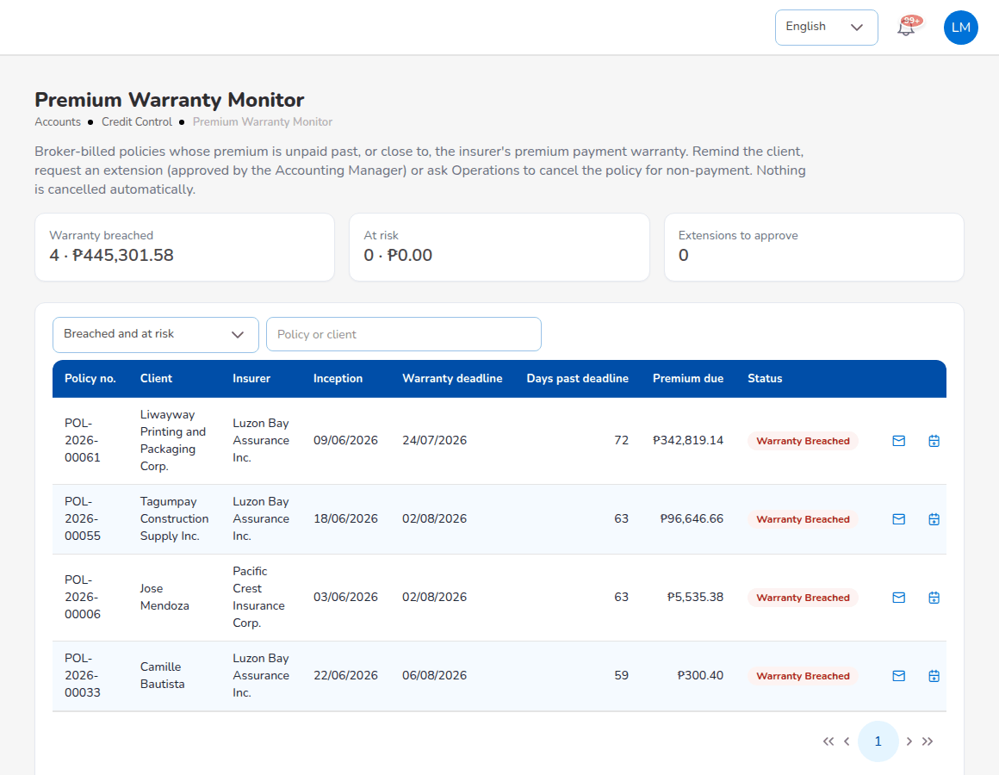 English
99+
LM
Premium Warranty Monitor
Accounts • Credit Control • Premium Warranty Monitor
Broker-billed policies whose premium is unpaid past, or close to, the insurer's premium payment warranty. Remind the client,
request an extension (approved by the Accounting Manager) or ask Operations to cancel the policy for non-payment. Nothing
is cancelled automatically.
Warranty breached
4 · ₱445,301.58
At risk
0 · ₱0.00
Extensions to approve
0
Breached and at risk
Policy or client
Policy no. Client Insurer Inception Warranty deadline Days past deadline Premium due Status
POL-
2026-
00061
Liwayway
Printing and
Packaging
Corp.
Luzon Bay
Assurance
Inc.
09/06/2026 24/07/2026 72 ₱342,819.14 Warranty Breached
POL-
2026-
00055
Tagumpay
Construction
Supply Inc.
Luzon Bay
Assurance
Inc.
18/06/2026 02/08/2026 63 ₱96,646.66 Warranty Breached
POL-
2026-
00006
Jose
Mendoza
Pacific
Crest
Insurance
Corp.
03/06/2026 02/08/2026 63 ₱5,535.38 Warranty Breached
POL-
2026-
00033
Camille
Bautista
Luzon Bay
Assurance
Inc.
22/06/2026 06/08/2026 59 ₱300.40 Warranty Breached
1